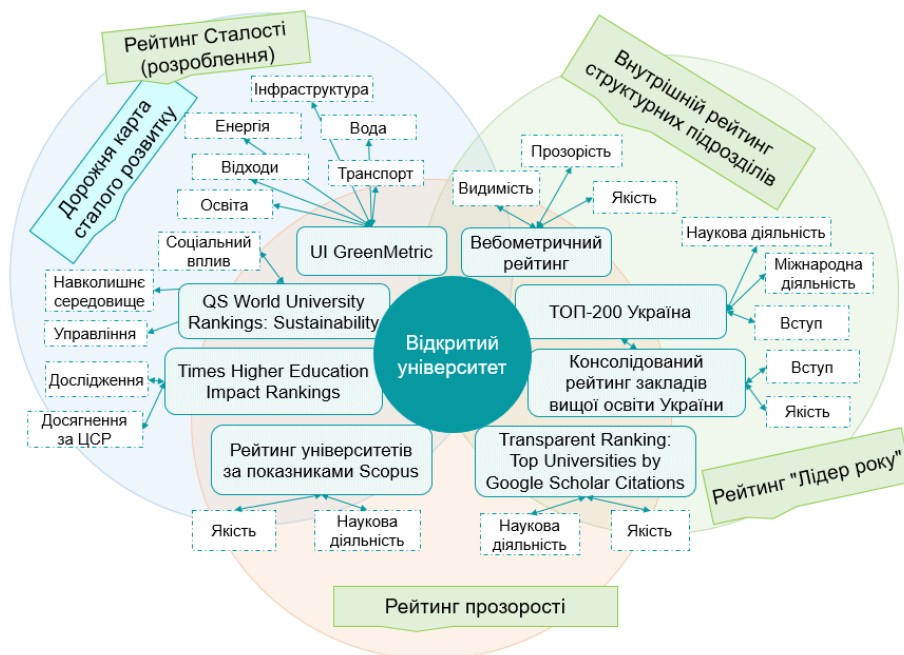 Рейтинг Сталості
(розроблення)
Дорожня карта
сталого розвитку
Внутрішній рейтинг
структурних підрозділів
Інфраструктура
Енергія
Вода
Відходи
Транспорт
Освіта
Соціальний
вплив
Навколишнє
середовище
Управління
Дослідження
Досягнення
за ЦСР
Прозорість
Видимість
Якість
Наукова діяльність
Міжнародна
діяльність
Вступ
Вступ
Якість
UI GreenMetric
Вебометричний
рейтинг
QS World University
Rankings: Sustainability
ТОП-200 Україна
Відкритий
університет
Times Higher Education
Impact Rankings
Консолідований
рейтинг закладів
вищої освіти України
Рейтинг університетів
за показниками Scopus
Transparent Ranking:
Top Universities by
Google Scholar Citations
Рейтинг "Лідер року"
Якість
Наукова
діяльність
Наукова
діяльність
Якість
Рейтинг прозорості